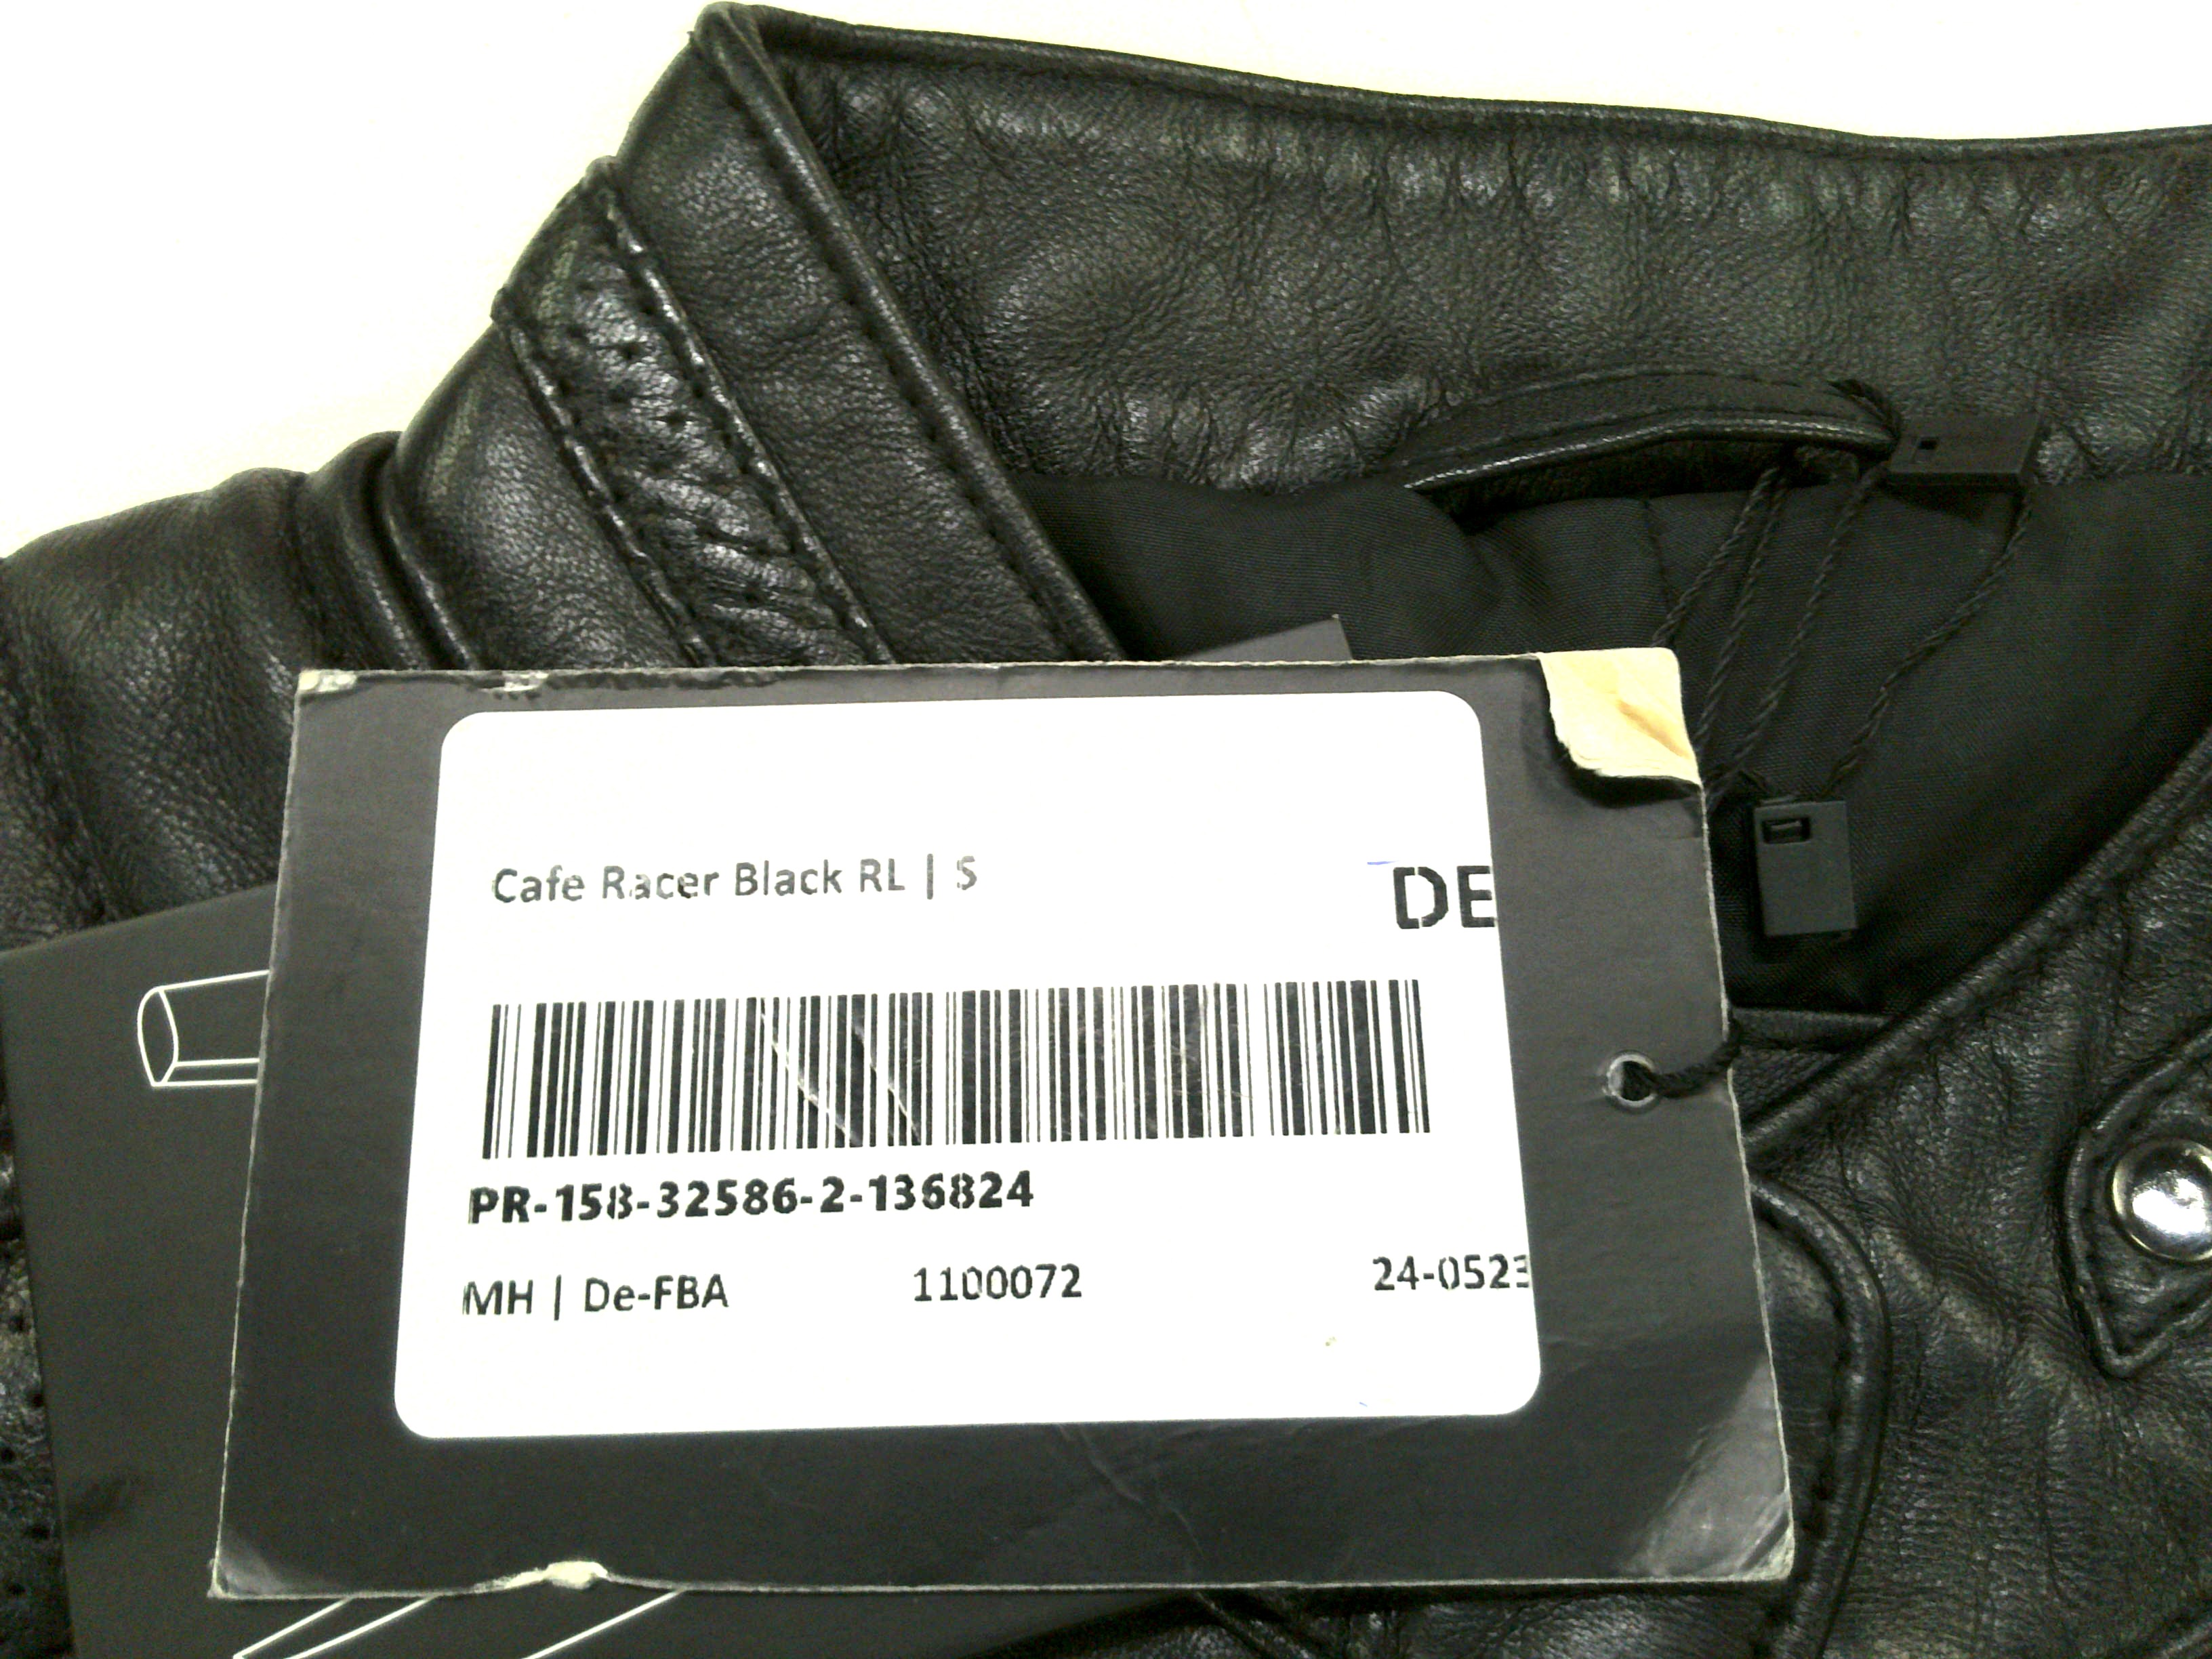 Cafe Racer Black RL | S
DE
PR-158-32586-2-136824
MH | De-FBA 1100072 24-0523